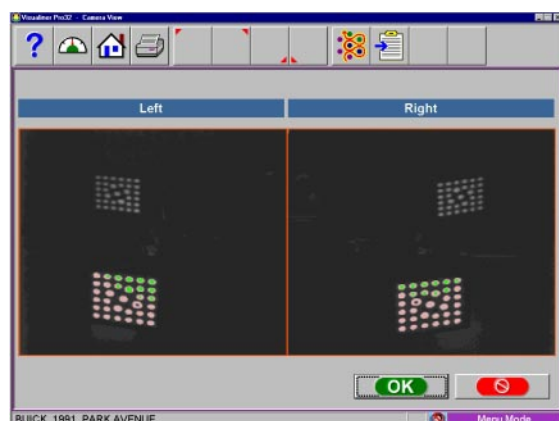 Visualiner Pro32 - Camera View
?
Left
Right
OK
BUICK, 1991, PARK AVENUE
Menu Mode